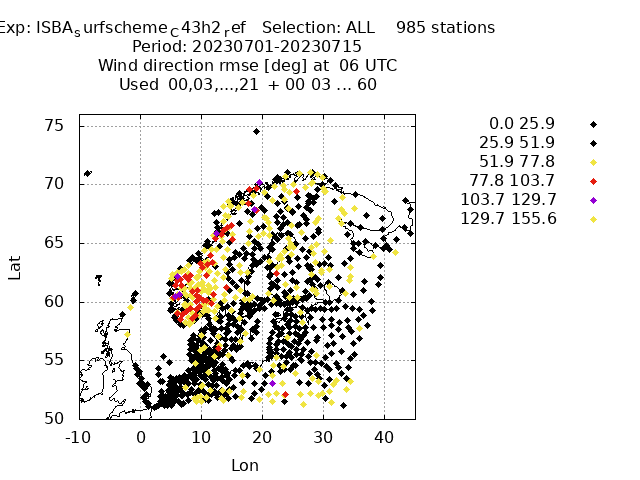 Exp: ISBA_surfscheme_C43h2_ref Selection: ALL 985 stations
Period: 20230701-20230715
Wind direction rmse [deg] at 06 UTC
Used 00,03,...,21 + 00 03 ... 60
0.0 25.9
25.9 51.9
51.9 77.8
77.8 103.7
103.7 129.7
129.7 155.6
75
70
65
60
55
50
Lat
-10 0 10 20 30 40
Lon